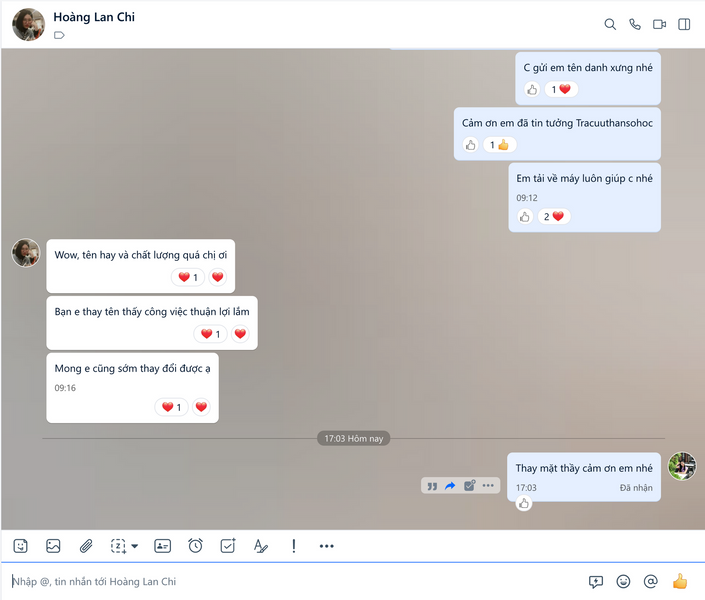 Hoàng Lan Chi
C gửi em tên danh xưng nhé
1
Cảm ơn em đã tin tưởng Tracuuthansohoc
1
Em tải về máy luôn giúp c nhé
09:12
2
Wow, tên hay và chất lượng quá chị ơi
1
Bạn e thay tên thấy công việc thuận lợi lắm
1
Mong e cũng sớm thay đổi được ạ
09:16
1
17:03 Hôm nay
Thay mặt thầy cảm ơn em nhé
17:03 Đã nhận
Nhập @, tin nhắn tới Hoàng Lan Chi